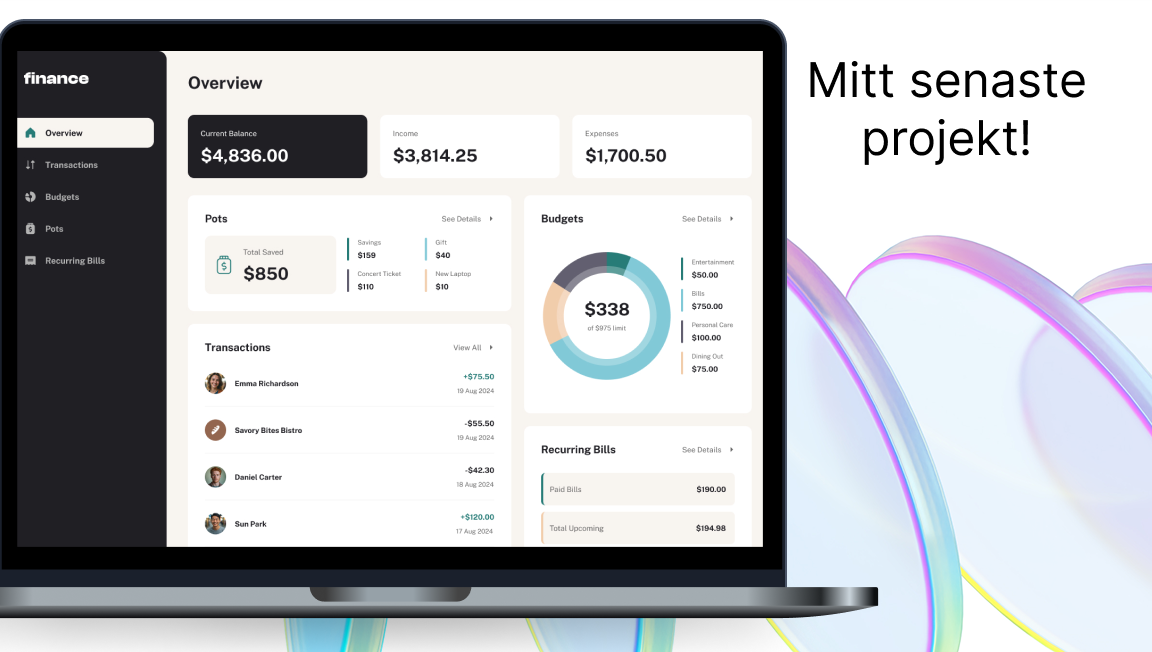 Mitt senaste
projekt!
finance
Overview
Transactions
Budgets
Pots
Recurring Bills
Overview
Current Balance
$4,836.00
Income
$3,814.25
Expenses
$1,700.50
Pots
See Details
Total Saved
$850
Savings
$159
Gift
$40
Concert Ticket
$110
New Laptop
$10
Transactions
View All
Emma Richardson
+$75.50
19 Aug 2024
Savory Bites Bistro
-$55.50
19 Aug 2024
Daniel Carter
-$42.30
18 Aug 2024
Sun Park
+$120.00
17 Aug 2024
Budgets
See Details
$338
of $975 limit
Entertainment
$50.00
Bills
$750.00
Personal Care
$100.00
Dining Out
$75.00
Recurring Bills
See Details
Paid Bills
$190.00
Total Upcoming
$194.98